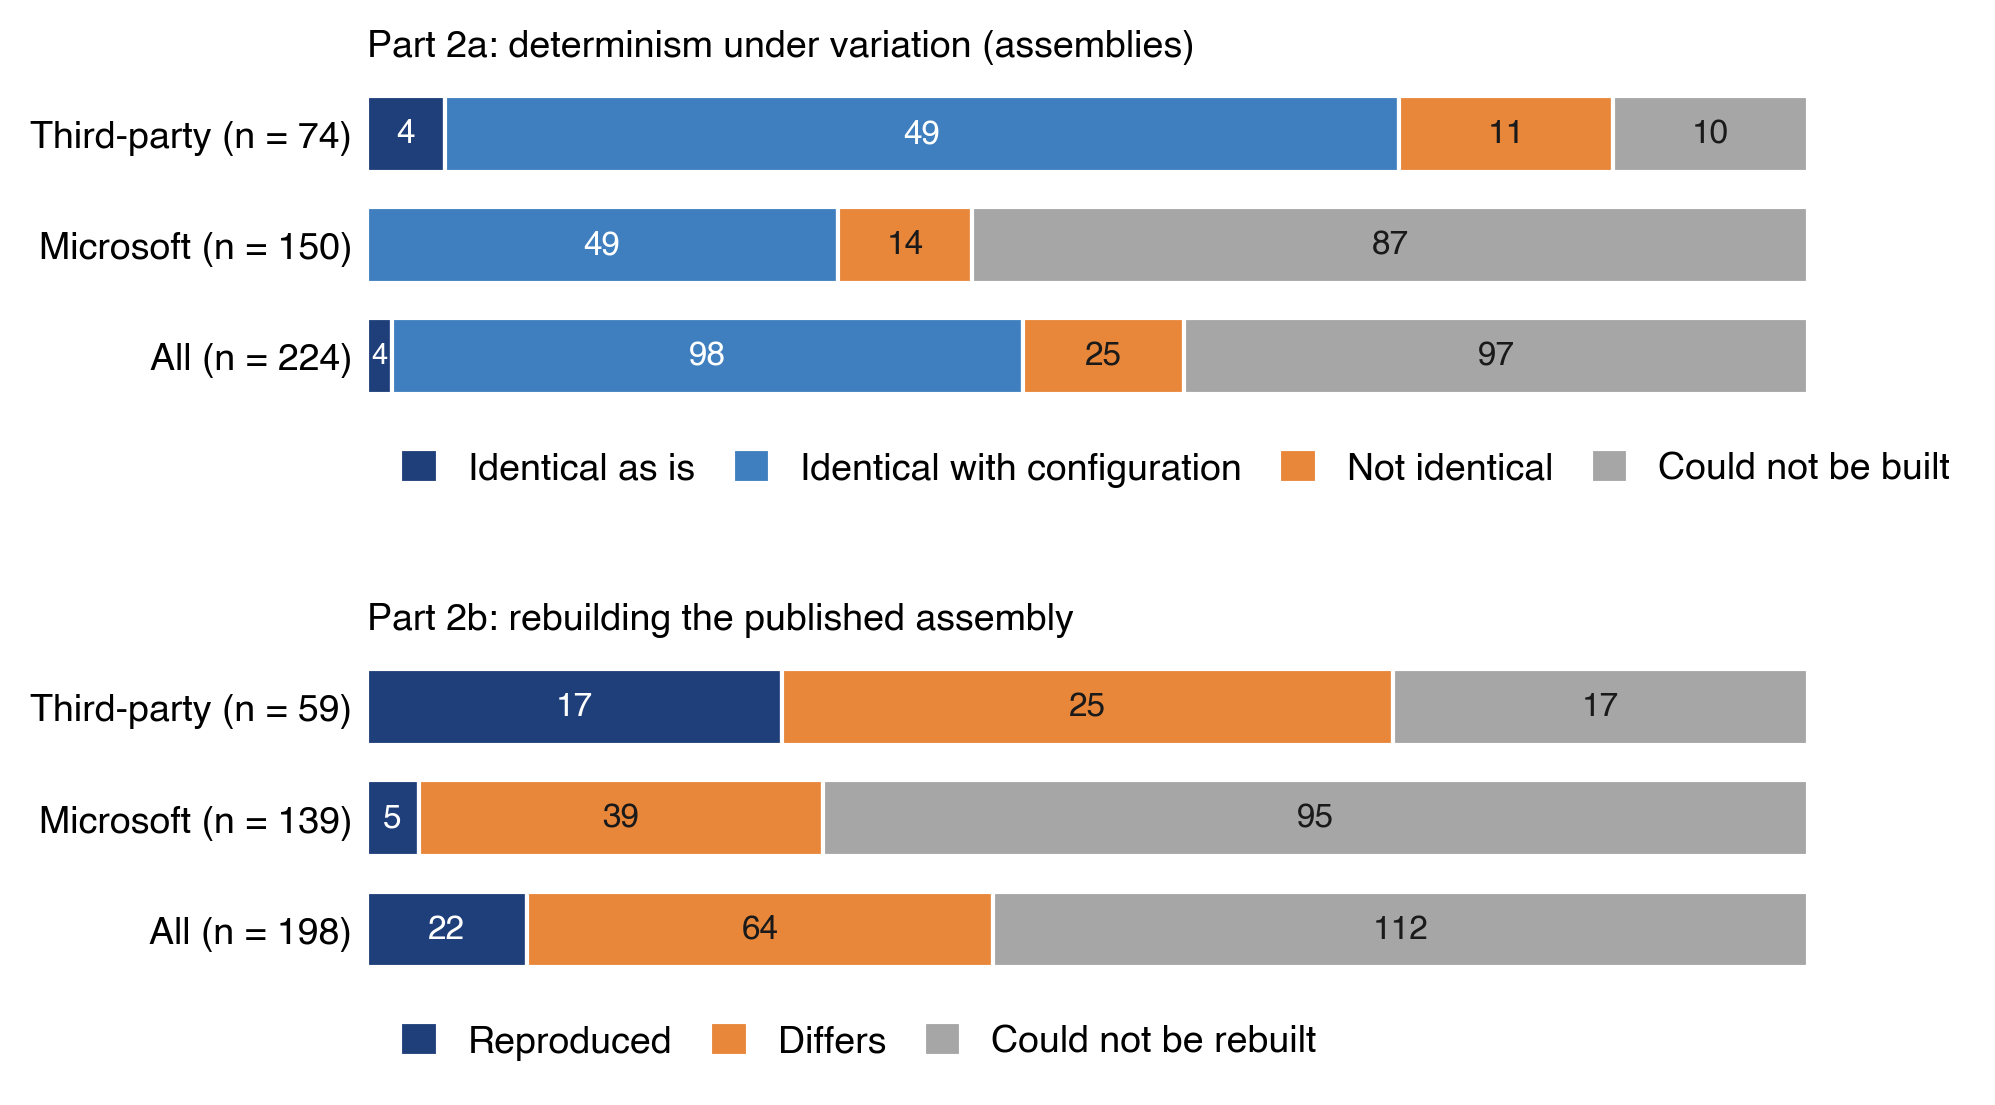 Part 2a: determinism under variation (assemblies)
Third-party (n = 74) 4 49 11 10
Microsoft (n = 150) 49 14 87
All (n = 224) 4 98 25 97
Identical as is Identical with configuration Not identical Could not be built
Part 2b: rebuilding the published assembly
Third-party (n = 59) 17 25 17
Microsoft (n = 139) 5 39 95
All (n = 198) 22 64 112
Reproduced Differs Could not be rebuilt